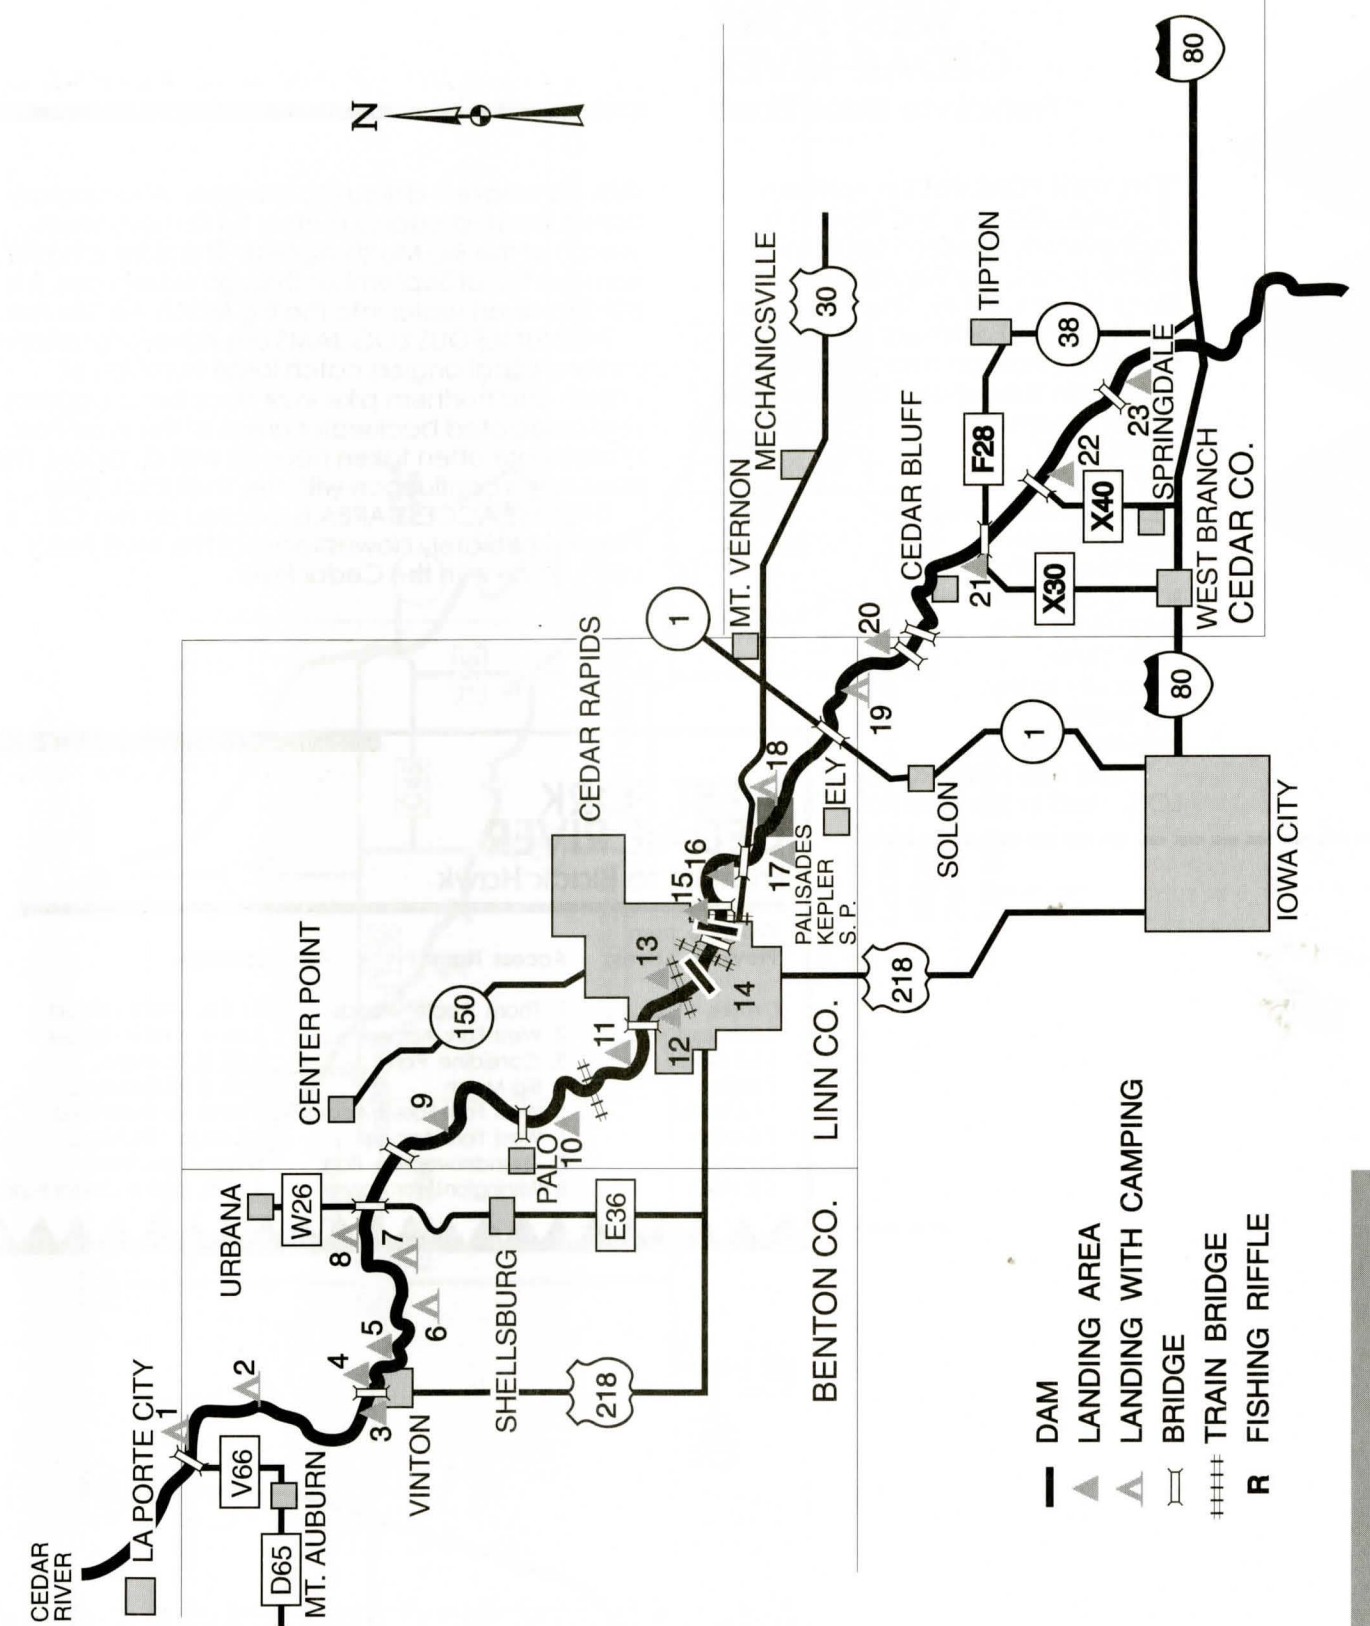 CEDAR
RIVER
LA PORTE CITY
1
V66
D65
MT. AUBURN
2
3
4
5
VINTON
6
7
8
URBANA
W26
SHELLSBURG
218
E36
BENTON CO.
CENTER POINT
150
9
PALO
10
11
12
13
14
LINN CO.
CEDAR RAPIDS
15
16
17
18
PALISADES
KEPLER
S. P.
ELY
218
1
MT. VERNON
MECHANICSVILLE
30
19
20
SOLON
1
IOWA CITY
80
CEDAR BLUFF
21
F28
TIPTON
38
X30
X40
22
23
SPRINGDALE
WEST BRANCH
CEDAR CO.
80
N
DAM
LANDING AREA
LANDING WITH CAMPING
BRIDGE
TRAIN BRIDGE
R FISHING RIFFLE